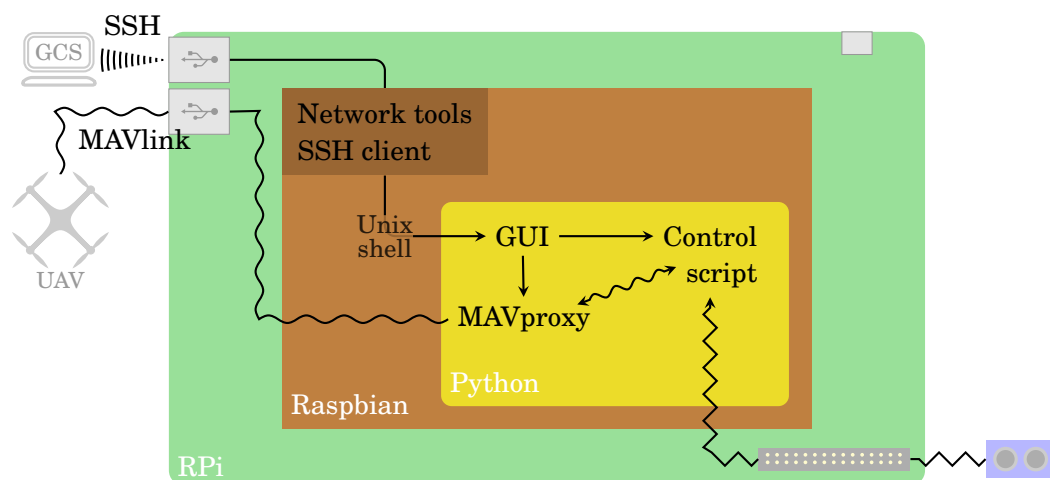 SSH
GCS
MAVlink
UAV
Network tools
SSH client
Unix
shell
GUI
Control
script
MAVproxy
Python
Raspbian
RPi